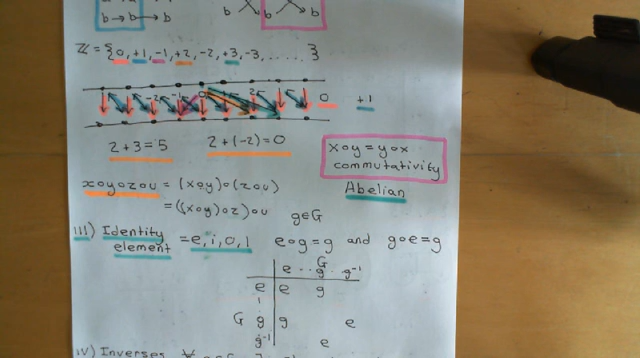 b → b → b
b b
ℤ = {0, +1, -1, +2, -2, +3, -3, ...... }
0 +1
2+3=5 2+(-2)=0
x∘y=y∘x
commutativity
Abelian
x∘y∘z∘u = (x∘y)∘(z∘u)
= ((x∘y)∘z)∘u g∈G
III) Identity element = e, i, 0, 1 e∘g=g and g∘e=g
G
e ·· g ·· g⁻¹
e e g
G g g e
g⁻¹ e
IV) Inverses